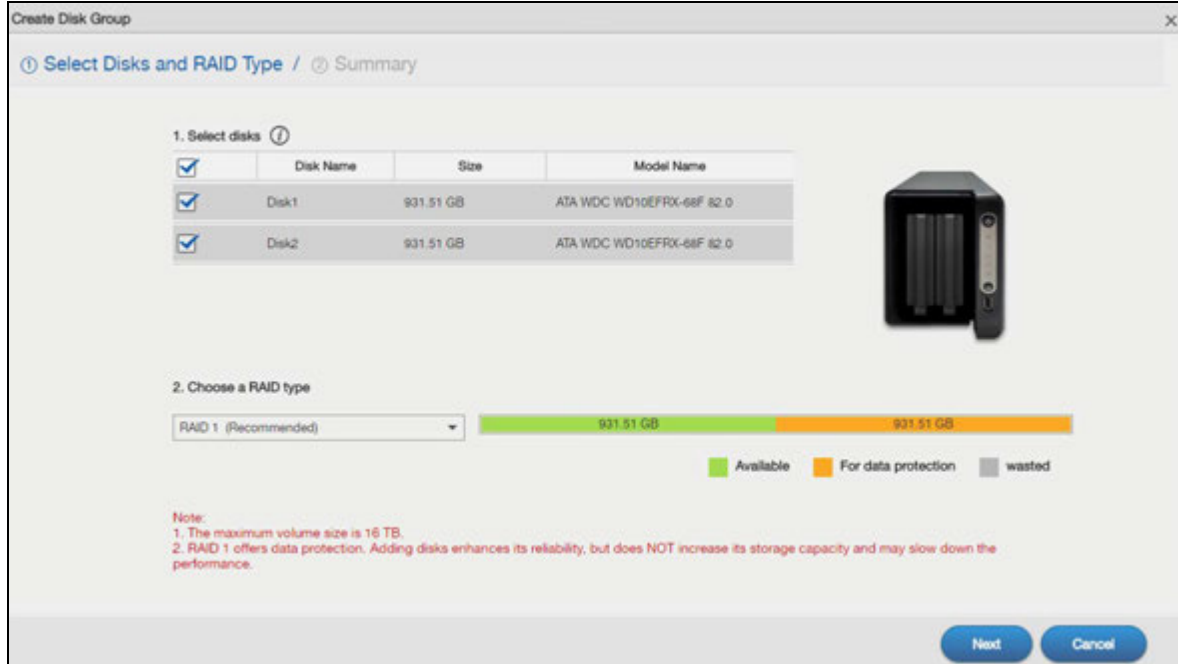 Create Disk Group
① Select Disks and RAID Type / ② Summary
1. Select disks
Disk Name Size Model Name
Disk1 931.51 GB ATA WDC WD10EFRX-68F 82.0
Disk2 931.51 GB ATA WDC WD10EFRX-68F 82.0
2. Choose a RAID type
RAID 1 (Recommended) 931.51 GB 931.51 GB
Available For data protection wasted
Note:
1. The maximum volume size is 16 TB.
2. RAID 1 offers data protection. Adding disks enhances its reliability, but does NOT increase its storage capacity and may slow down the
performance.
Next Cancel